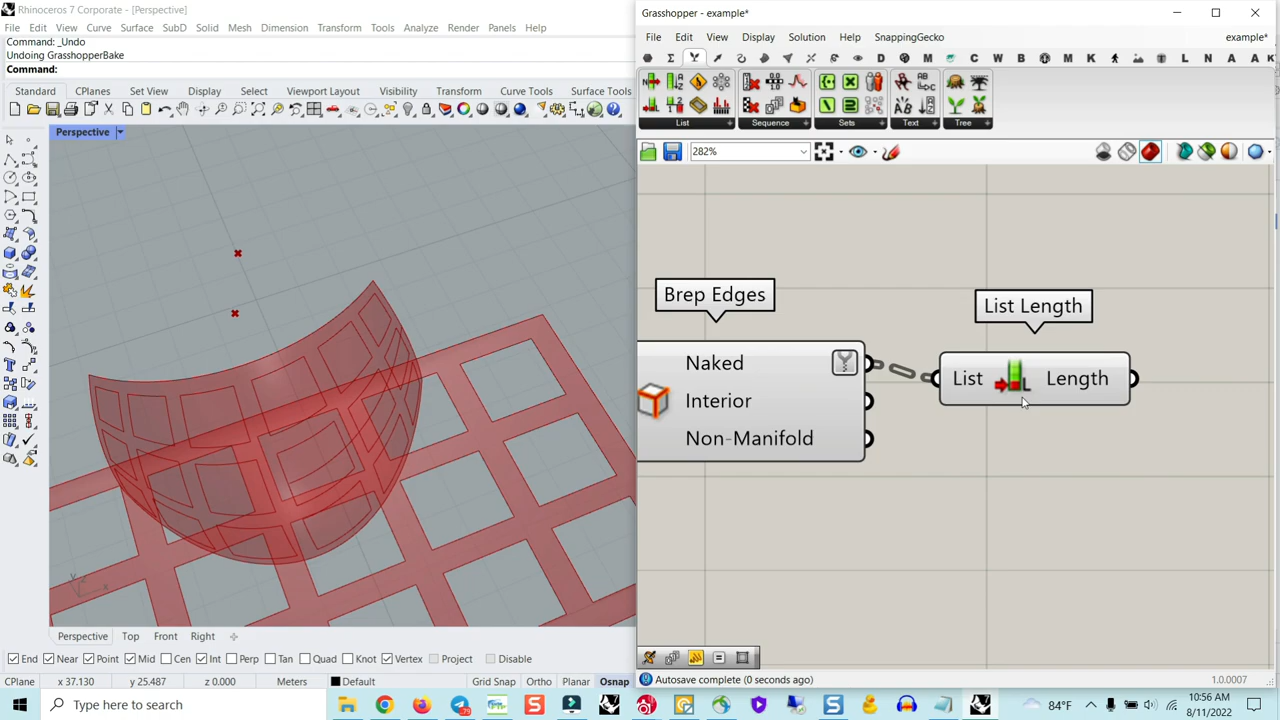 Rhinoceros 7 Corporate - [Perspective]
File Edit View Curve Surface SubD Solid Mesh Dimension Transform Tools Analyze Render Panels Help
Command: _Undo
Undoing GrasshopperBake
Command:
Standard CPlanes Set View Display Select Viewport Layout Visibility Transform Curve Tools Surface Tools
Perspective
z
y
x
Perspective Top Front Right
End Near Point Mid Cen Int Perp Tan Quad Knot Vertex Project Disable
CPlane x 37.130 y 25.487 z 0.000 Meters Default Grid Snap Ortho Planar Osnap
Grasshopper - example*
File Edit View Display Solution Help SnappingGecko example*
D M C W N M K M L N A A K
List Sequence Sets Text Tree
282%
Brep Edges
Naked
Interior
Non-Manifold
List Length
List L Length
Autosave complete (0 seconds ago) 1.0.0007
Type here to search
79
84°F
10:56 AM
8/11/2022